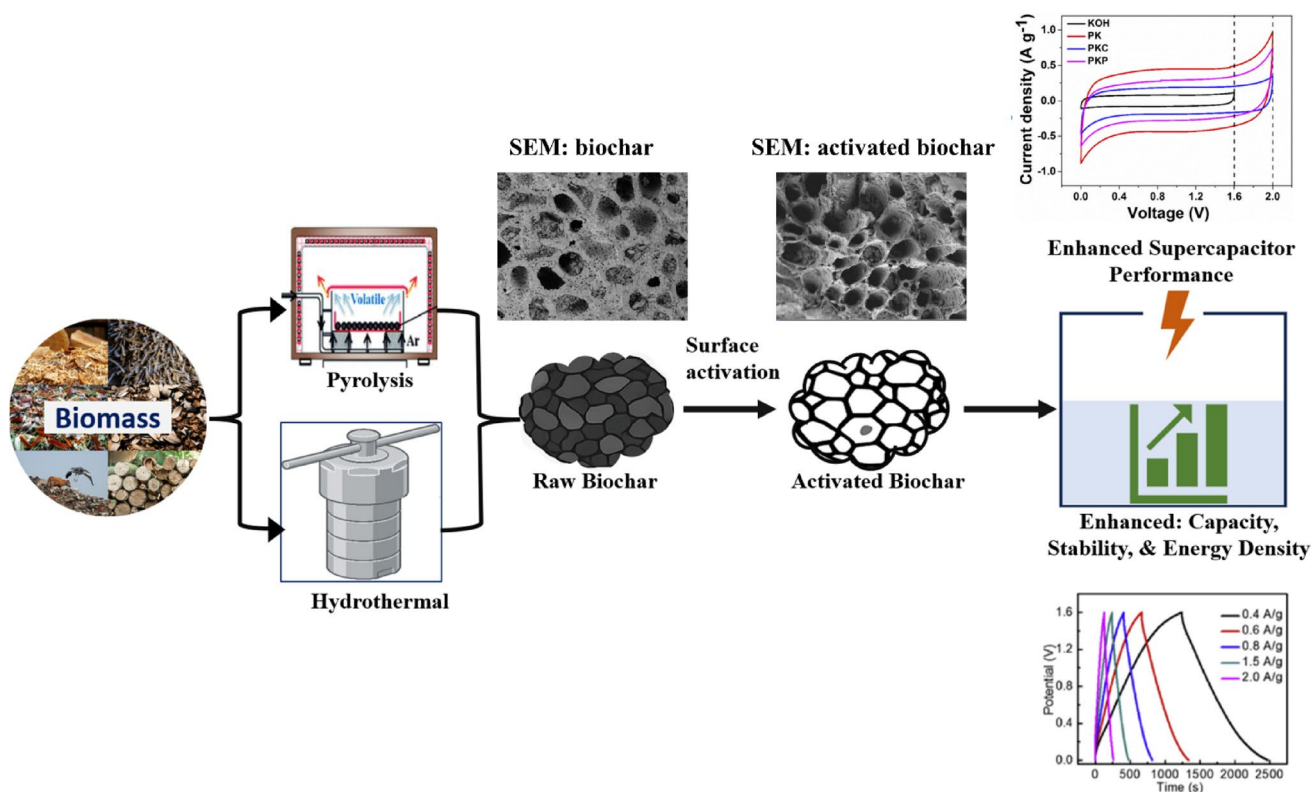 Current density (A g⁻¹)
1.0
0.5
0.0
-0.5
-1.0
KOH
PK
PKC
PKP
0.0
0.4
0.8
1.2
1.6
2.0
Voltage (V)
SEM: biochar
SEM: activated biochar
Enhanced Supercapacitor
Performance
Volatile
Ar
Pyrolysis
Biomass
Hydrothermal
Raw Biochar
Surface
activation
Activated Biochar
Enhanced: Capacity,
Stability, & Energy Density
Potential (V)
1.6
1.2
0.8
0.4
0.0
0.4 A/g
0.6 A/g
0.8 A/g
1.5 A/g
2.0 A/g
0
500
1000
1500
2000
2500
Time (s)